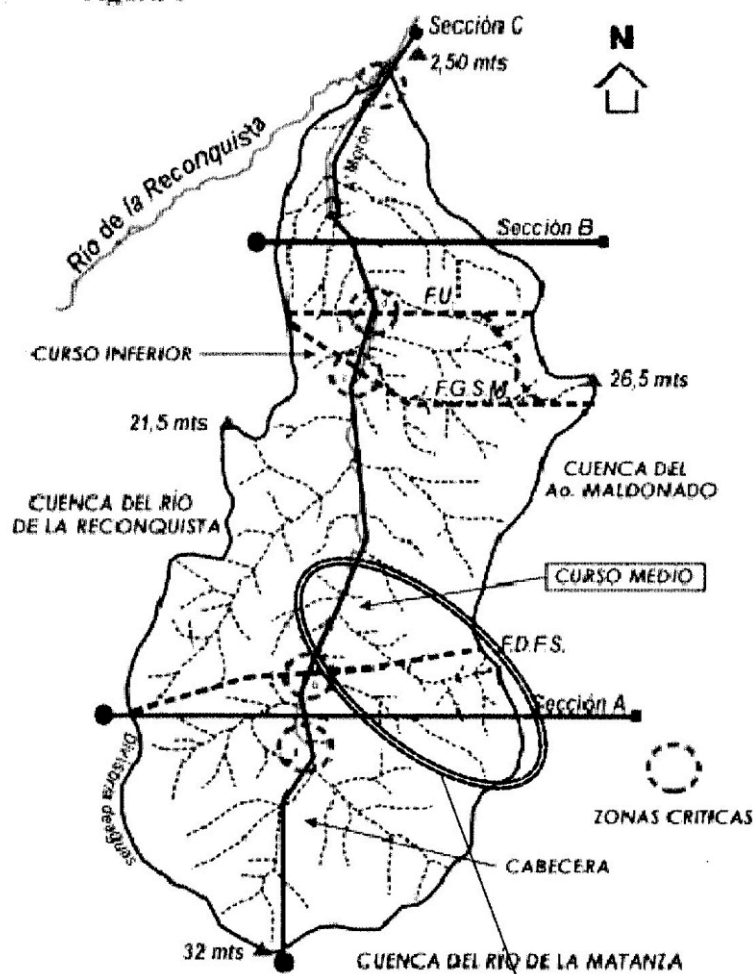 Sección C
N
2,50 mts
Río de la Reconquista
Aº Morón
Sección B
F.U.
CURSO INFERIOR
F.G.S.M.
26,5 mts
21,5 mts
CUENCA DEL
Ao. MALDONADO
CUENCA DEL RÍO
DE LA RECONQUISTA
CURSO MEDIO
F.D.F.S.
Sección A
Divisoria de aguas
ZONAS CRITICAS
CABECERA
32 mts
CUENCA DEL RÍO DE LA MATANZA